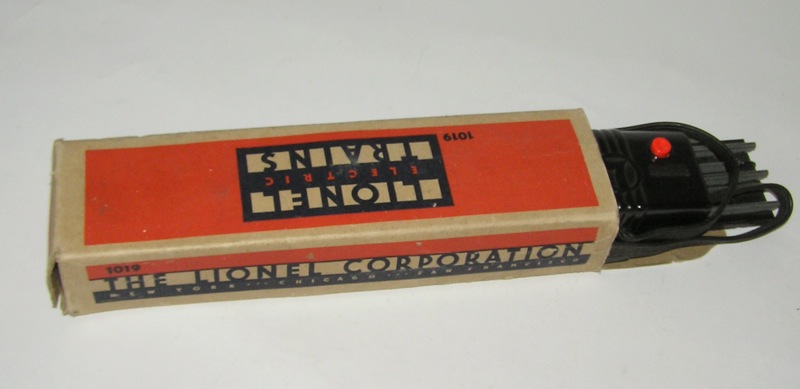 1019
LIONEL
ELECTRIC
TRAINS
1019
THE LIONEL CORPORATION
NEW YORK ··· CHICAGO ··· SAN FRANCISCO